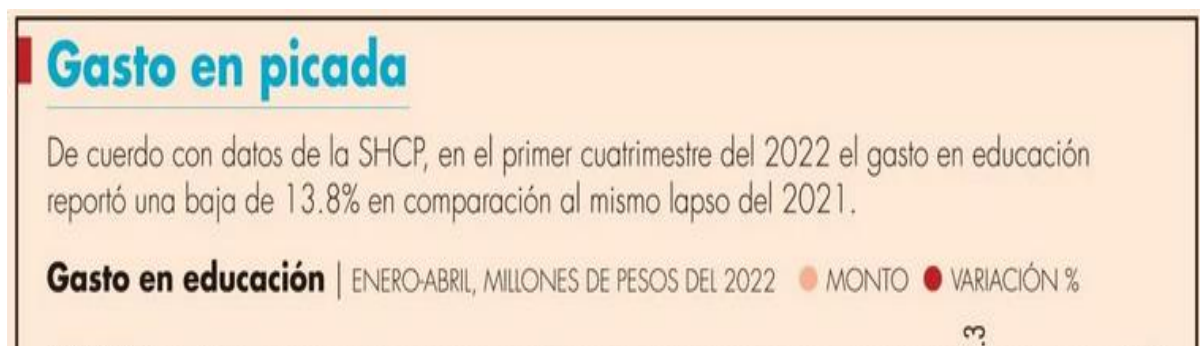 Gasto en picada
De cuerdo con datos de la SHCP, en el primer cuatrimestre del 2022 el gasto en educación
reportó una baja de 13.8% en comparación al mismo lapso del 2021.
Gasto en educación | ENERO-ABRIL, MILLONES DE PESOS DEL 2022 MONTO VARIACIÓN %
.3